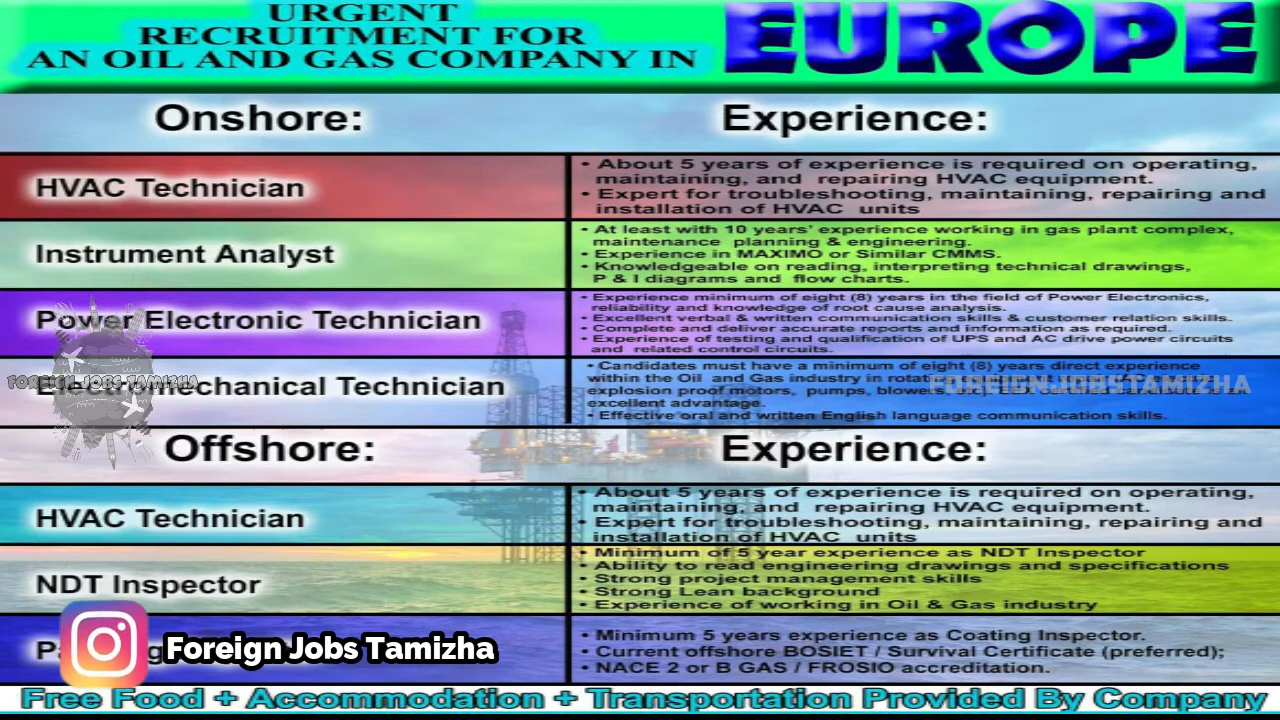 URGENT
RECRUITMENT FOR
AN OIL AND GAS COMPANY IN
EUROPE
Onshore:
Experience:
HVAC Technician
• About 5 years of experience is required on operating,
maintaining, and repairing HVAC equipment.
• Expert for troubleshooting, maintaining, repairing and
installation of HVAC units
Instrument Analyst
• At least with 10 years' experience working in gas plant complex,
maintenance planning & engineering.
• Experience in MAXIMO or Similar CMMS.
• Knowledgeable on reading, interpreting technical drawings,
P & I diagrams and flow charts.
Power Electronic Technician
• Experience minimum of eight (8) years in the field of Power Electronics,
reliability and knowledge of root cause analysis.
• Excellent verbal & written communication skills & customer relation skills.
• Complete and deliver accurate reports and information as required.
• Experience of testing and qualification of UPS and AC drive power circuits
and related control circuits.
FOREIGN JOBS TAMIZHA
Electromechanical Technician
• Candidates must have a minimum of eight (8) years direct experience
within the Oil and Gas industry in
FOREIGNJOBSTAMIZHA
explosion proof motors, pumps,
excellent advantage.
• Effective oral and written English language communication skills.
Offshore:
Experience:
HVAC Technician
• About 5 years of experience is required on operating,
maintaining, and repairing HVAC equipment.
• Expert for troubleshooting, maintaining, repairing and
installation of HVAC units
NDT Inspector
• Minimum of 5 year experience as NDT Inspector
• Ability to read engineering drawings and specifications
• Strong project management skills
• Strong Lean background
• Experience of working in Oil & Gas industry
Foreign Jobs Tamizha
• Minimum 5 years experience as Coating Inspector.
• Current offshore BOSIET / Survival Certificate (preferred);
• NACE 2 or B GAS / FROSIO accreditation.
Free Food + Accommodation + Transportation Provided By Company